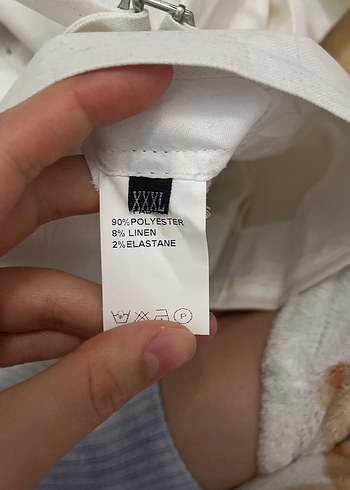 XXXL
90%POLYESTER
8% LINEN
2%ELASTANE
P